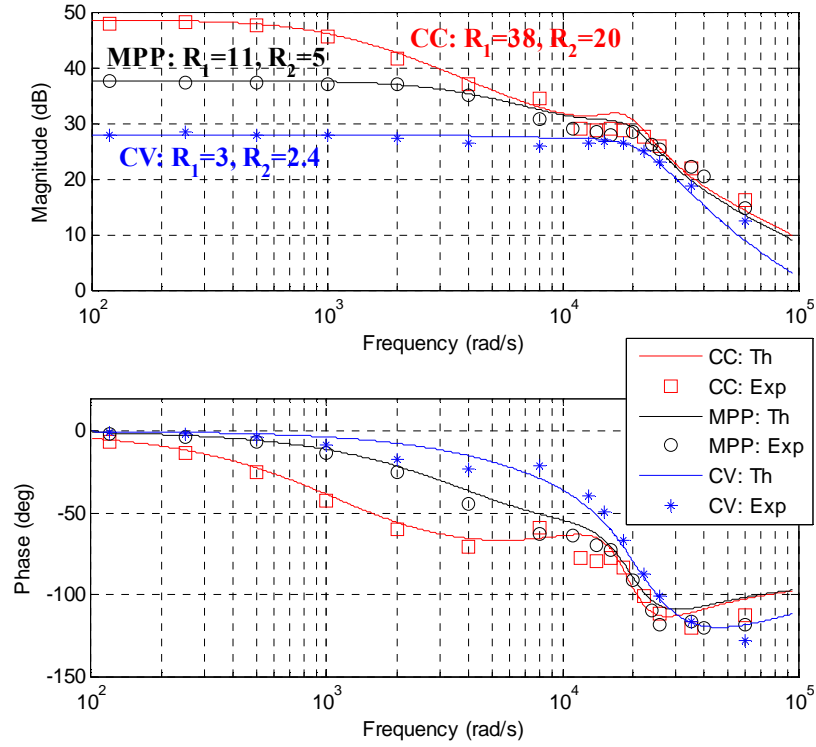 50
40
30
20
10
0
Magnitude (dB)
CC: R1=38, R2=20
MPP: R1=11, R2=5
CV: R1=3, R2=2.4
10^2
10^3
10^4
10^5
Frequency (rad/s)
CC: Th
CC: Exp
MPP: Th
MPP: Exp
CV: Th
CV: Exp
0
-50
-100
-150
Phase (deg)
10^2
10^3
10^4
10^5
Frequency (rad/s)